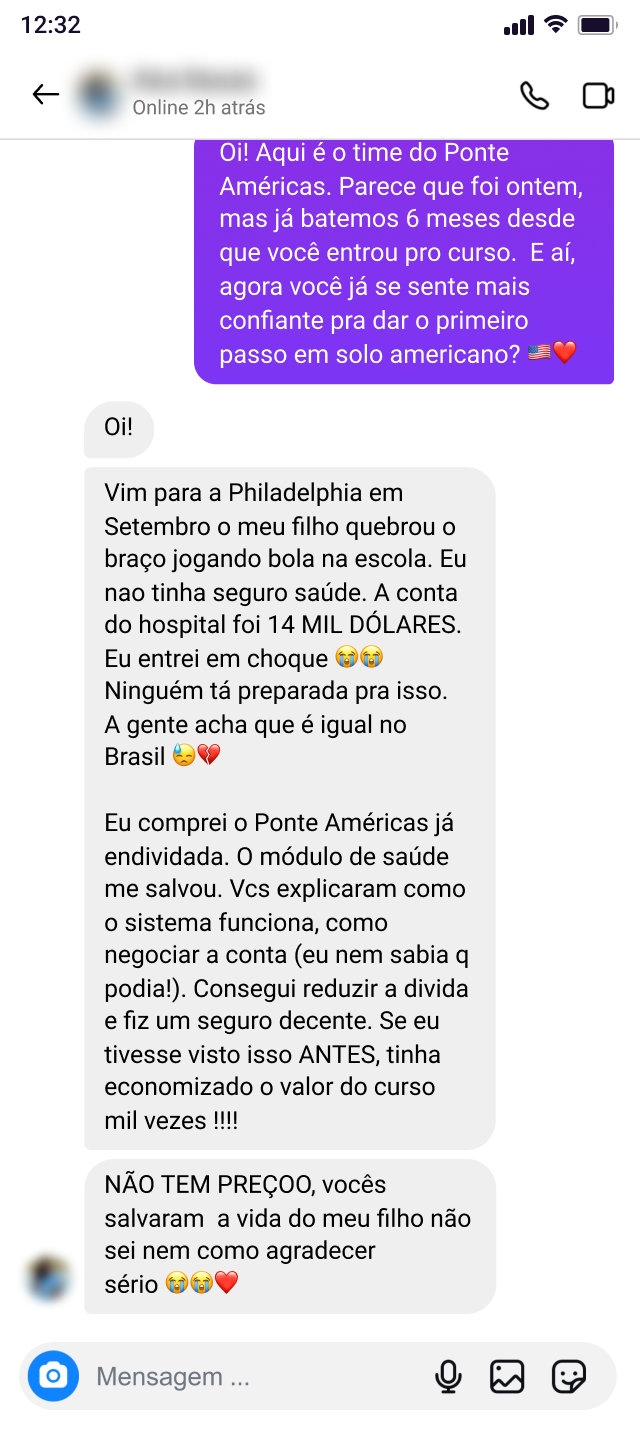 12:32
Online 2h atrás
Oi! Aqui é o time do Ponte
Américas. Parece que foi ontem,
mas já batemos 6 meses desde
que você entrou pro curso.  E aí,
agora você já se sente mais
confiante pra dar o primeiro
passo em solo americano? 🇺🇸❤️
Oi!
Vim para a Philadelphia em
Setembro o meu filho quebrou o
braço jogando bola na escola. Eu
nao tinha seguro saúde. A conta
do hospital foi 14 MIL DÓLARES.
Eu entrei em choque 😭😭
Ninguém tá preparada pra isso.
A gente acha que é igual no
Brasil 😓💔
Eu comprei o Ponte Américas já
endividada. O módulo de saúde
me salvou. Vcs explicaram como
o sistema funciona, como
negociar a conta (eu nem sabia q
podia!). Consegui reduzir a divida
e fiz um seguro decente. Se eu
tivesse visto isso ANTES, tinha
economizado o valor do curso
mil vezes !!!!
NÃO TEM PREÇOO, vocês
salvaram  a vida do meu filho não
sei nem como agradecer
sério 😭😭❤️
Mensagem ...